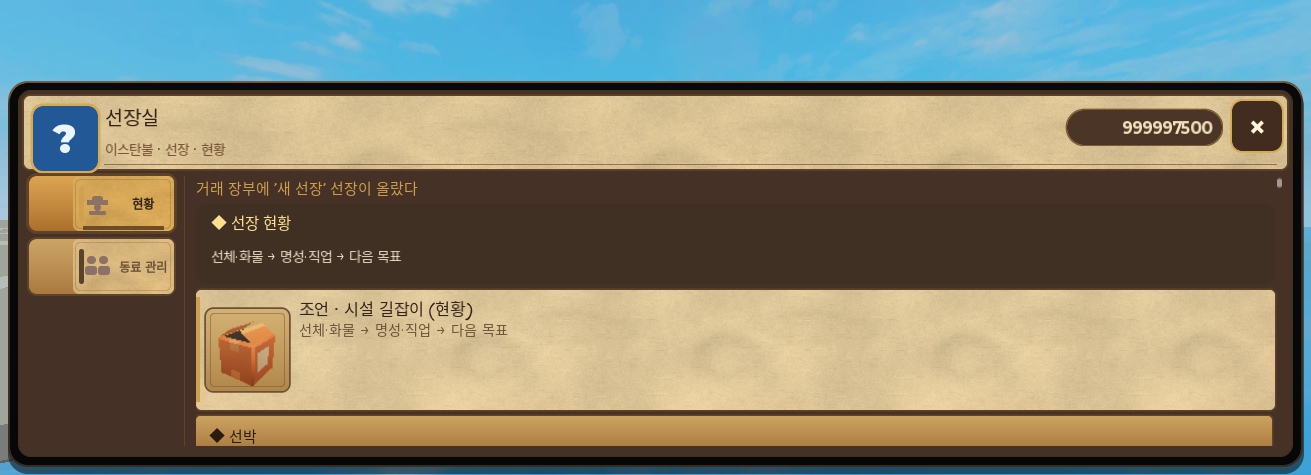 ?
선장실
이스탄불 · 선장 · 현황
999997500
×
현황
동료 관리
거래 장부에 '새 선장' 선장이 올랐다
◆ 선장 현황
선체·화물 → 명성·직업 → 다음 목표
조언 · 시설 길잡이 (현황)
선체·화물 → 명성·직업 → 다음 목표
◆ 선박